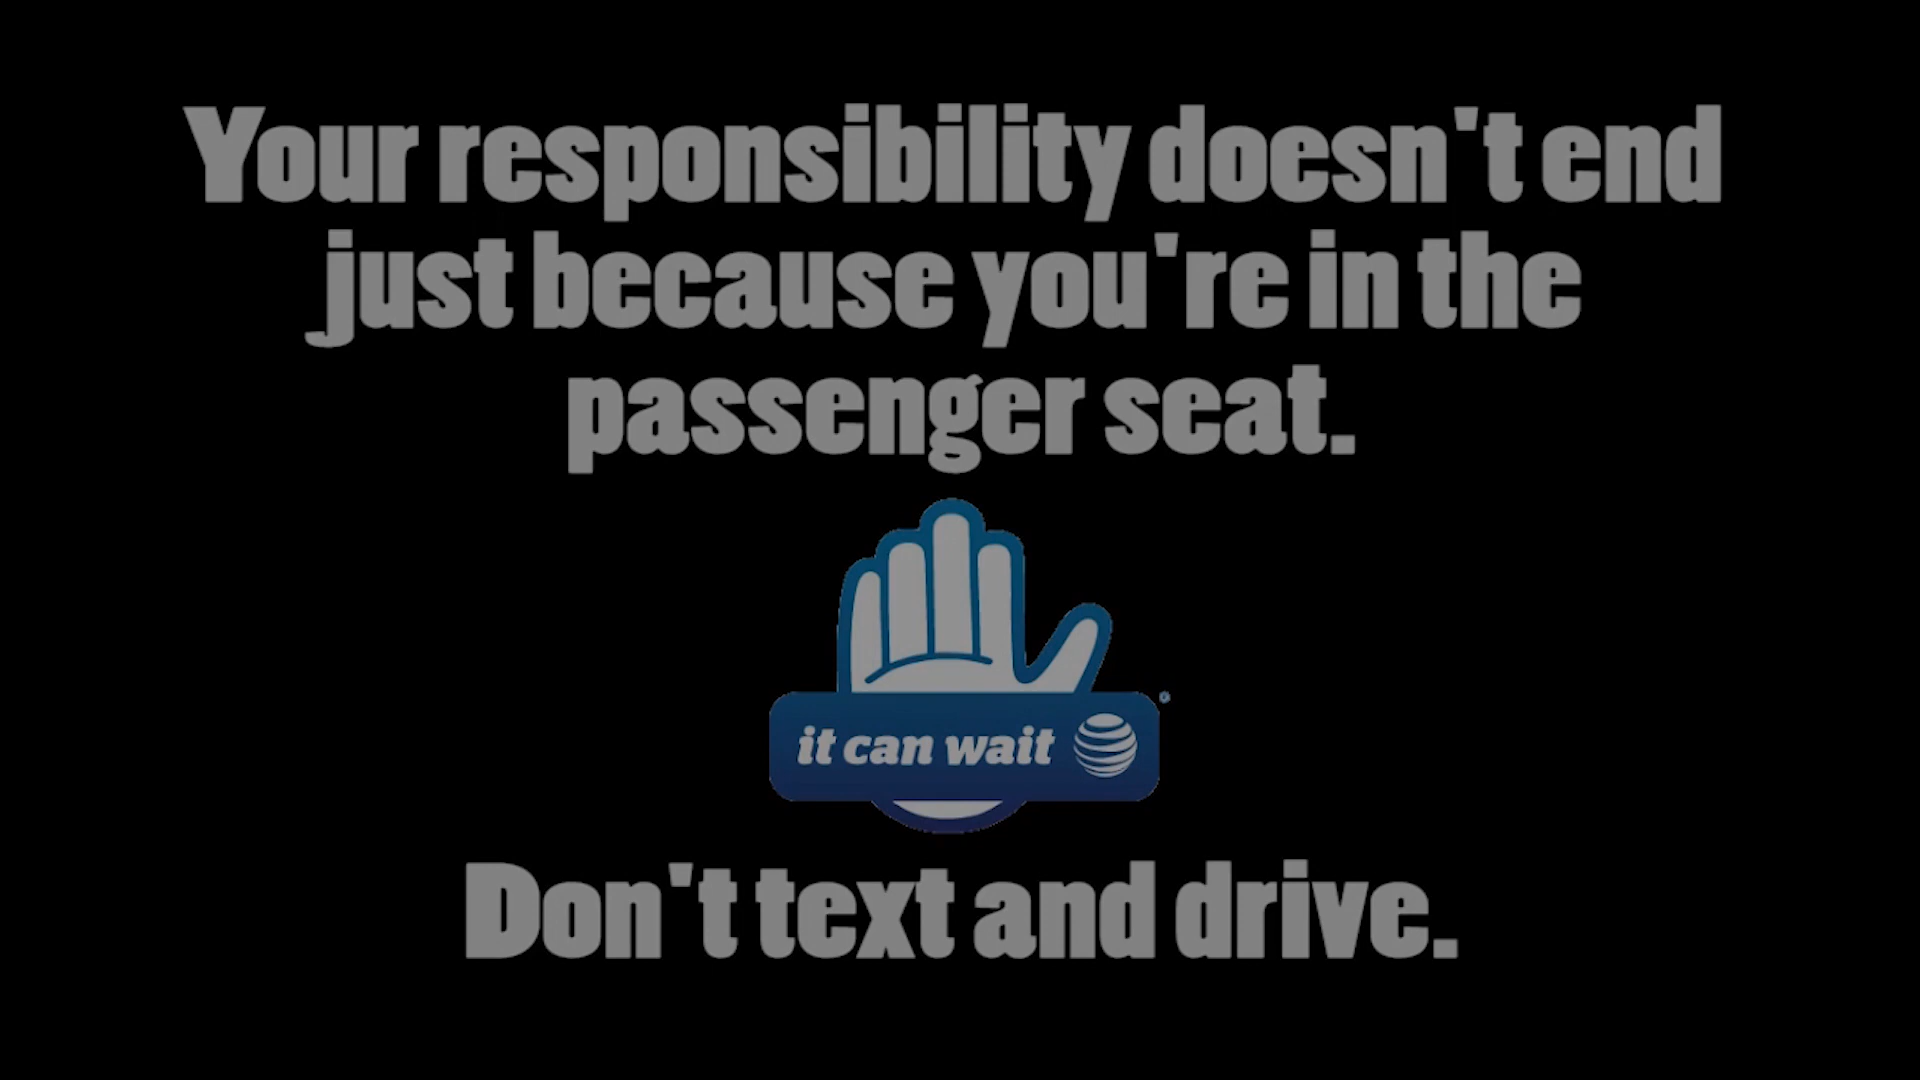 Your responsibility doesn't end
just because you're in the
passenger seat.
it can wait
Don't text and drive.